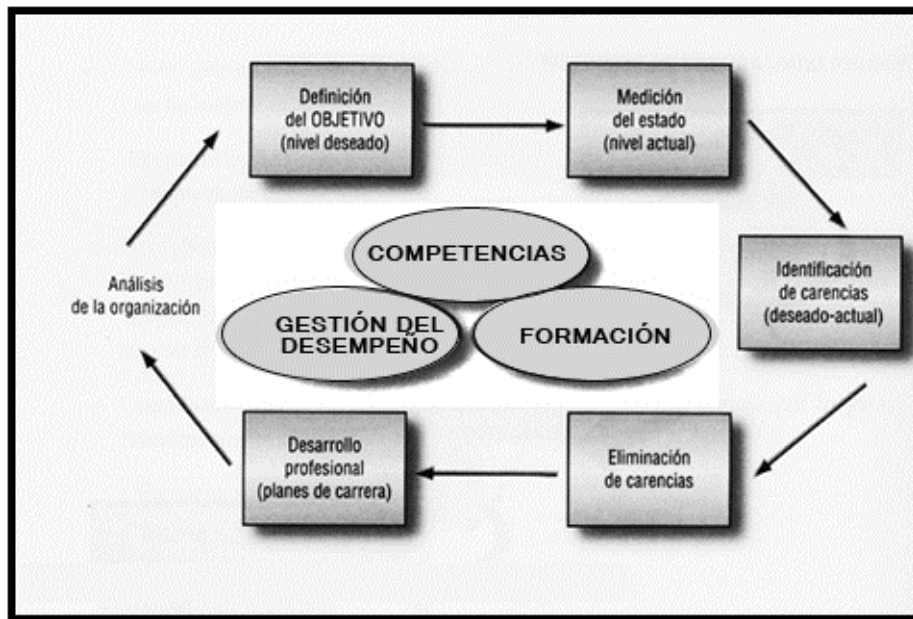 Definición
del OBJETIVO
(nivel deseado)
Medición
del estado
(nivel actual)
COMPETENCIAS
Identificación
de carencias
(deseado-actual)
Análisis
de la organización
GESTIÓN DEL
DESEMPEÑO
FORMACIÓN
Desarrollo
profesional
(planes de carrera)
Eliminación
de carencias